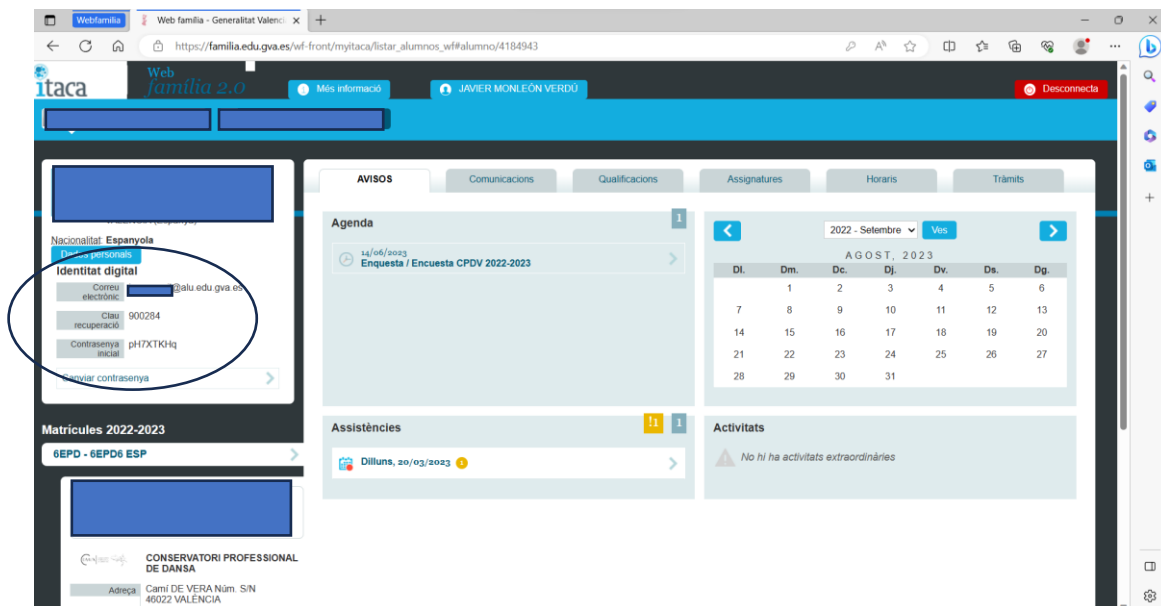 Webfamilia
Web família - Generalitat Valenci
https://familia.edu.gva.es/wf-front/myitaca/listar_alumnos_wf#alumno/4184943
itaca
Web
família 2.0
Més informació
JAVIER MONLEÓN VERDÚ
Desconnecta
Nacionalitat Espanyola
Dades personals
Identitat digital
Correu electrònic
@alu.edu.gva.es
Clau recuperació
900284
Contrasenya inicial
pH7XTKHq
Canviar contrasenya
Matrícules 2022-2023
6EPD - 6EPD6 ESP
CONSERVATORI PROFESSIONAL
DE DANSA
Adreça
Camí DE VERA Núm. S/N
46022 VALÈNCIA
AVISOS
Comunicacions
Qualificacions
Assignatures
Horaris
Tràmits
Agenda
1
14/06/2023
Enquesta / Encuesta CPDV 2022-2023
2022 - Setembre
Ves
AGOST, 2023
Dl. Dm. Dc. Dj. Dv. Ds. Dg.
1 2 3 4 5 6
7 8 9 10 11 12 13
14 15 16 17 18 19 20
21 22 23 24 25 26 27
28 29 30 31
Assistències
!1
1
Dilluns, 20/03/2023
Activitats
No hi ha activitats extraordinàries